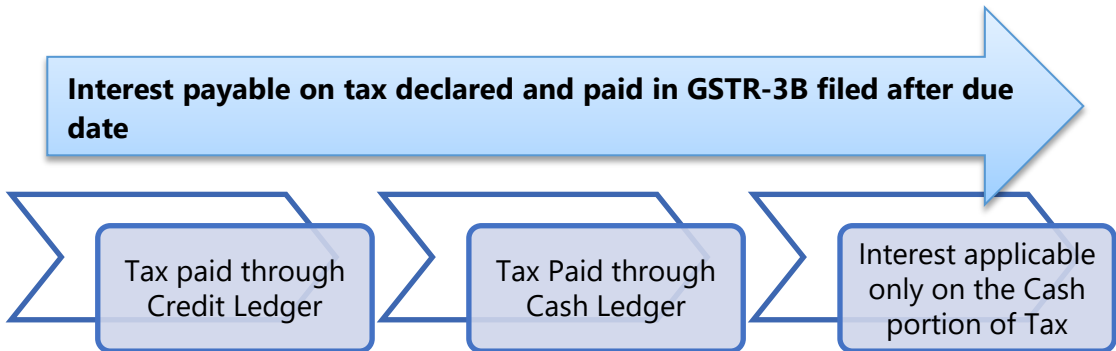 Interest payable on tax declared and paid in GSTR-3B filed after due
date
Tax paid through
Credit Ledger
Tax Paid through
Cash Ledger
Interest applicable
only on the Cash
portion of Tax